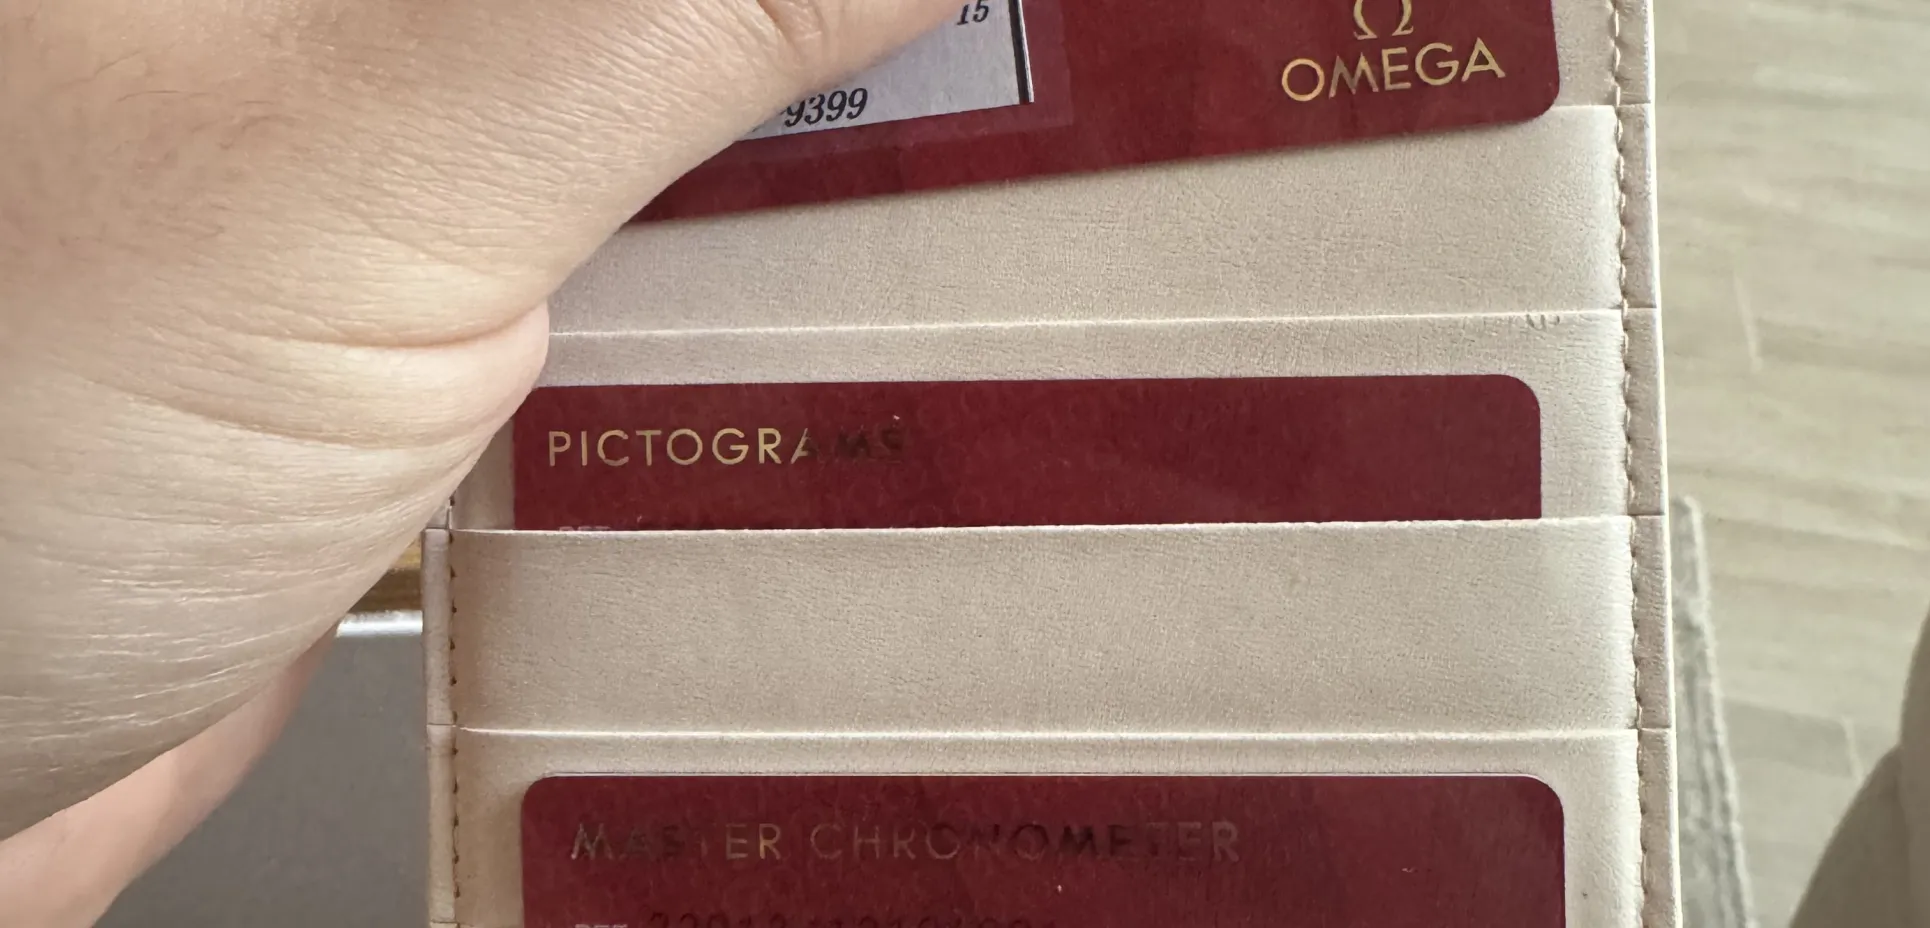 15
Ω
OMEGA
9399
PICTOGRAMS
MASTER CHRONOMETER